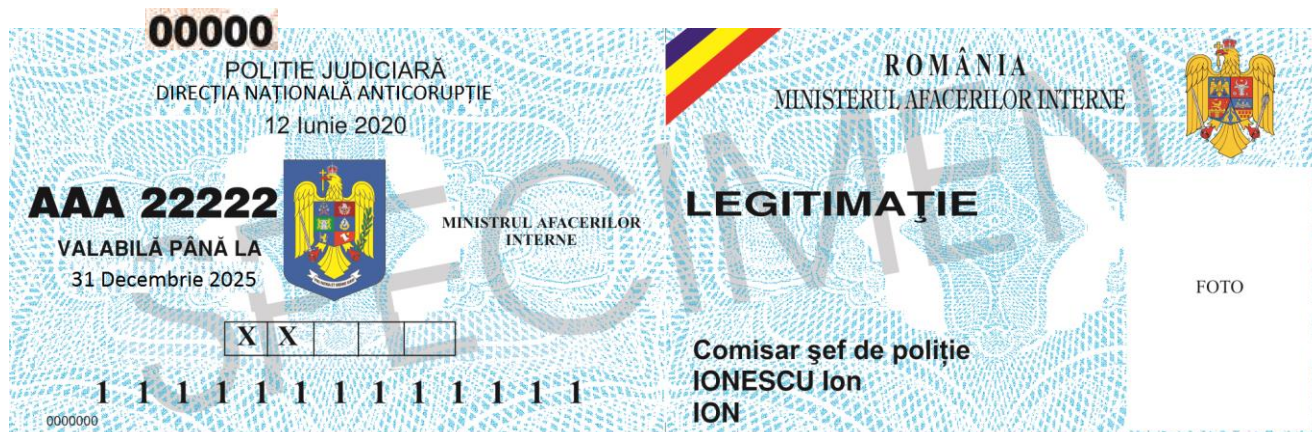 00000
POLITIE JUDICIARĂ
DIRECȚIA NAȚIONALĂ ANTICORUPȚIE
12 Iunie 2020
AAA 22222
VALABILĂ PÂNĂ LA
31 Decembrie 2025
MINISTRUL AFACERILOR
INTERNE
X X
1 1 1 1 1 1 1 1 1 1 1 1 1
0000000
ROMÂNIA
MINISTERUL AFACERILOR INTERNE
LEGITIMAŢIE
FOTO
Comisar şef de poliție
IONESCU Ion
ION
SPECIMEN